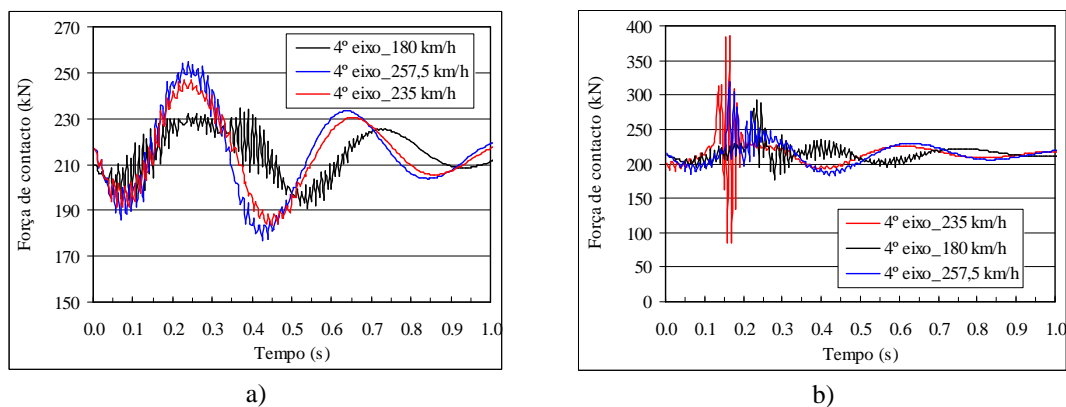 270
250
230
210
190
170
150
Força de contacto (kN)
4º eixo_180 km/h
4º eixo_257,5 km/h
4º eixo_235 km/h
0.0 0.1 0.2 0.3 0.4 0.5 0.6 0.7 0.8 0.9 1.0
Tempo (s)
a)
400
350
300
250
200
150
100
50
0
Força de contacto (kN)
4º eixo_235 km/h
4º eixo_180 km/h
4º eixo_257,5 km/h
0.0 0.1 0.2 0.3 0.4 0.5 0.6 0.7 0.8 0.9 1.0
Tempo (s)
b)